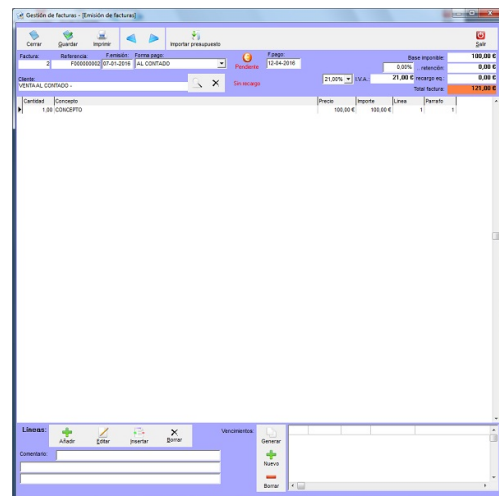 Gestión de facturas - [Emisión de facturas]
Cerrar Guardar Imprimir Importar presupuesto Salir
Factura: Referencia: F.emisión: Forma pago: F.pago:
2 F000000002 07-01-2016 AL CONTADO Pendiente 12-04-2016
Base imponible: 100,00 €
0,00% retención: 0,00 €
Cliente:
VENTA AL CONTADO - Sin recargo 21,00% I.V.A. 21,00 € recargo eq.: 0,00 €
Total factura: 121,00 €
Cantidad Concepto Precio Importe Linea Parrafo
1,00 CONCEPTO 100,00 € 100,00 € 1 1
Líneas: Añadir Editar Insertar Borrar Vencimientos: Generar
Comentario: Nuevo
Borrar